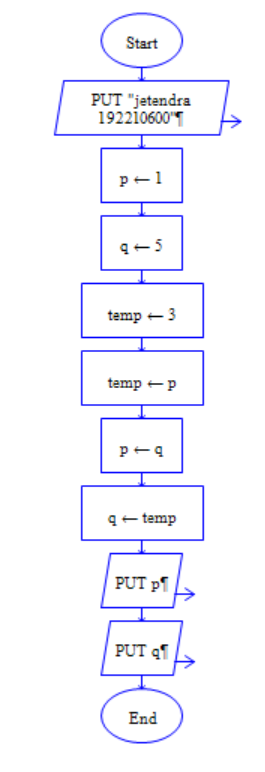 Start
PUT "jetendra
192210600"¶
p ← 1
q ← 5
temp ← 3
temp ← p
p ← q
q ← temp
PUT p¶
PUT q¶
End